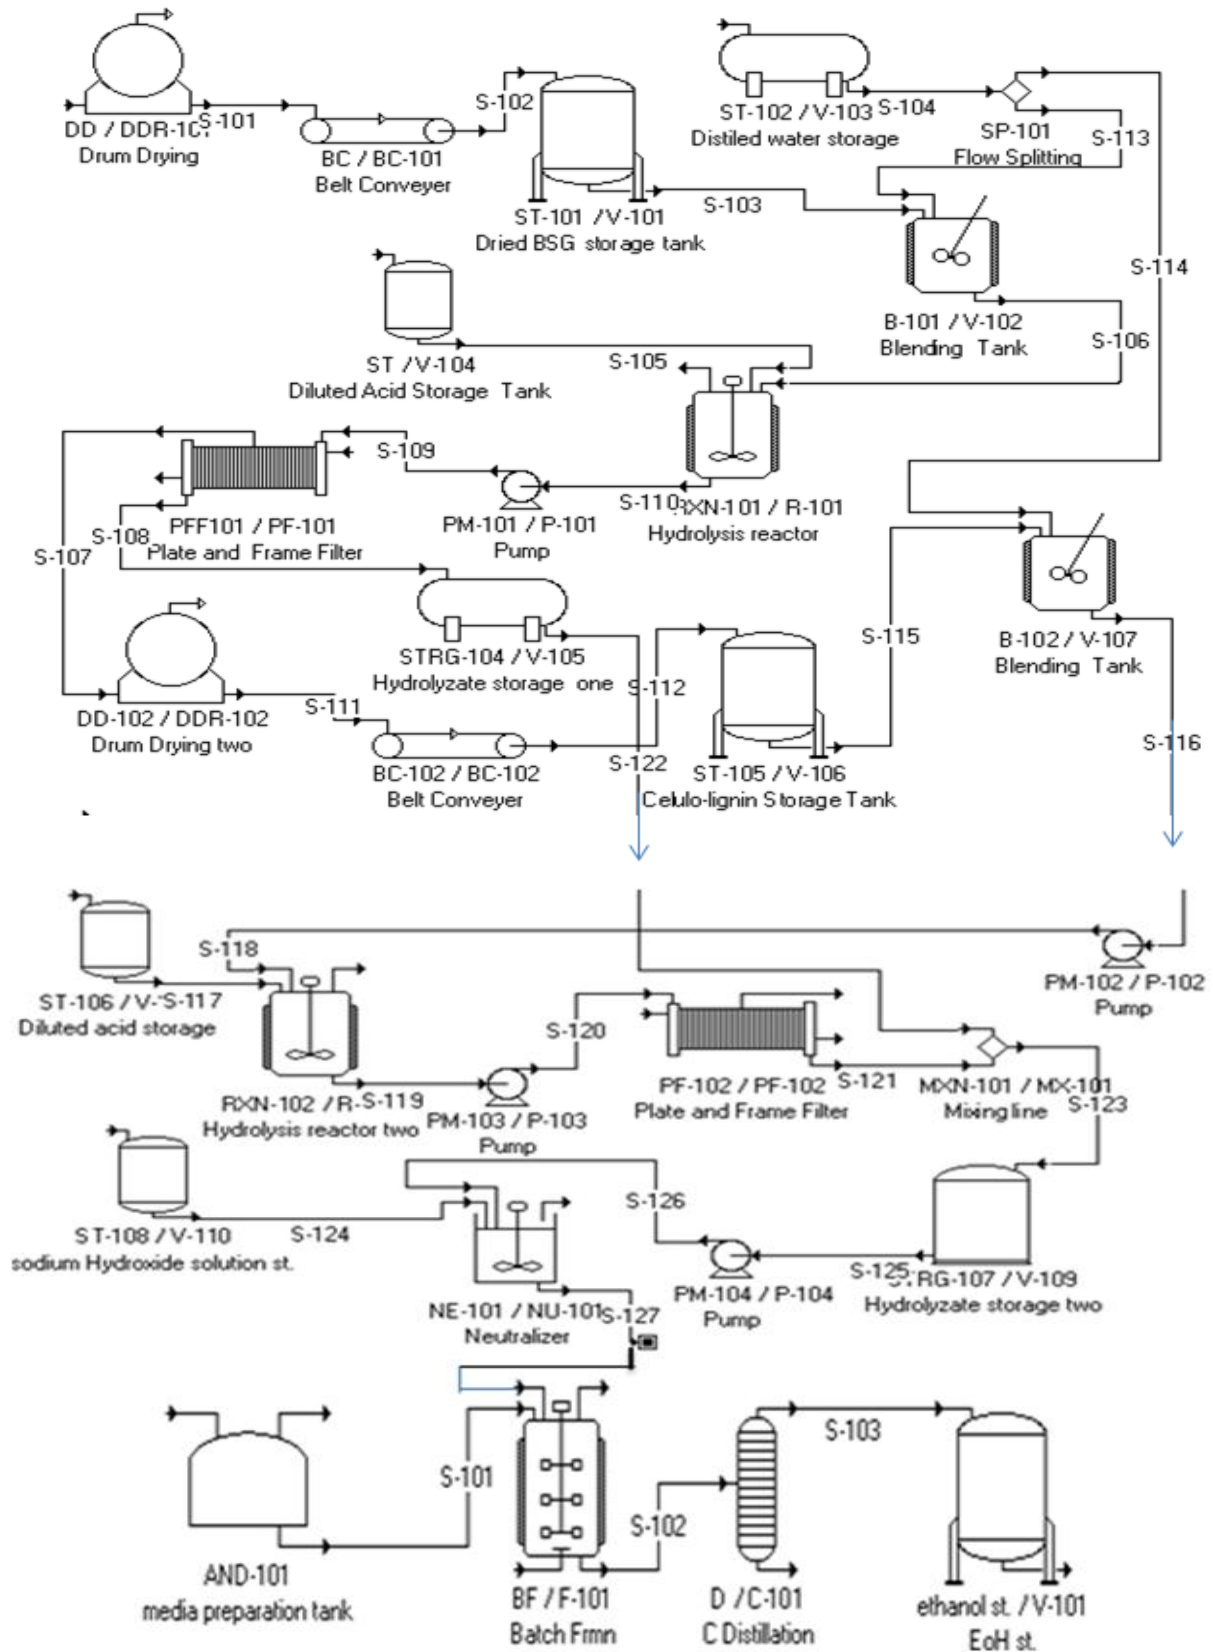 S-101
DD / DDR-101
Drum Drying
BC / BC-101
Belt Conveyer
S-102
ST-101 / V-101
Dried BSG storage tank
S-103
ST-102 / V-103
Distiled water storage
S-104
SP-101
Flow Splitting
S-113
S-114
B-101 / V-102
Blending Tank
S-106
ST / V-104
Diluted Acid Storage Tank
S-105
RXN-101 / R-101
Hydrolysis reactor
S-110
PM-101 / P-101
Pump
S-109
PFF101 / PF-101
Plate and Frame Filter
S-108
S-107
STRG-104 / V-105
Hydrolyzate storage one
DD-102 / DDR-102
Drum Drying two
S-111
BC-102 / BC-102
Belt Conveyer
S-112
S-122
ST-105 / V-106
Celulo-lignin Storage Tank
S-115
B-102 / V-107
Blending Tank
S-116
S-118
ST-106 / V-
S-117
Diluted acid storage
PM-102 / P-102
Pump
S-120
RXN-102 / R-
S-119
Hydrolysis reactor two
PM-103 / P-103
Pump
PF-102 / PF-102
Plate and Frame Filter
S-121
MXN-101 / MX-101
Mixing line
S-123
ST-108 / V-110
sodium Hydroxide solution st.
S-124
S-126
NE-101 / NU-101
Neutralizer
S-127
PM-104 / P-104
Pump
S-125
TRG-107 / V-109
Hydrolyzate storage two
AND-101
media preparation tank
S-101
BF / F-101
Batch Frmn
S-102
D / C-101
C Distillation
S-103
ethanol st. / V-101
EoH st.